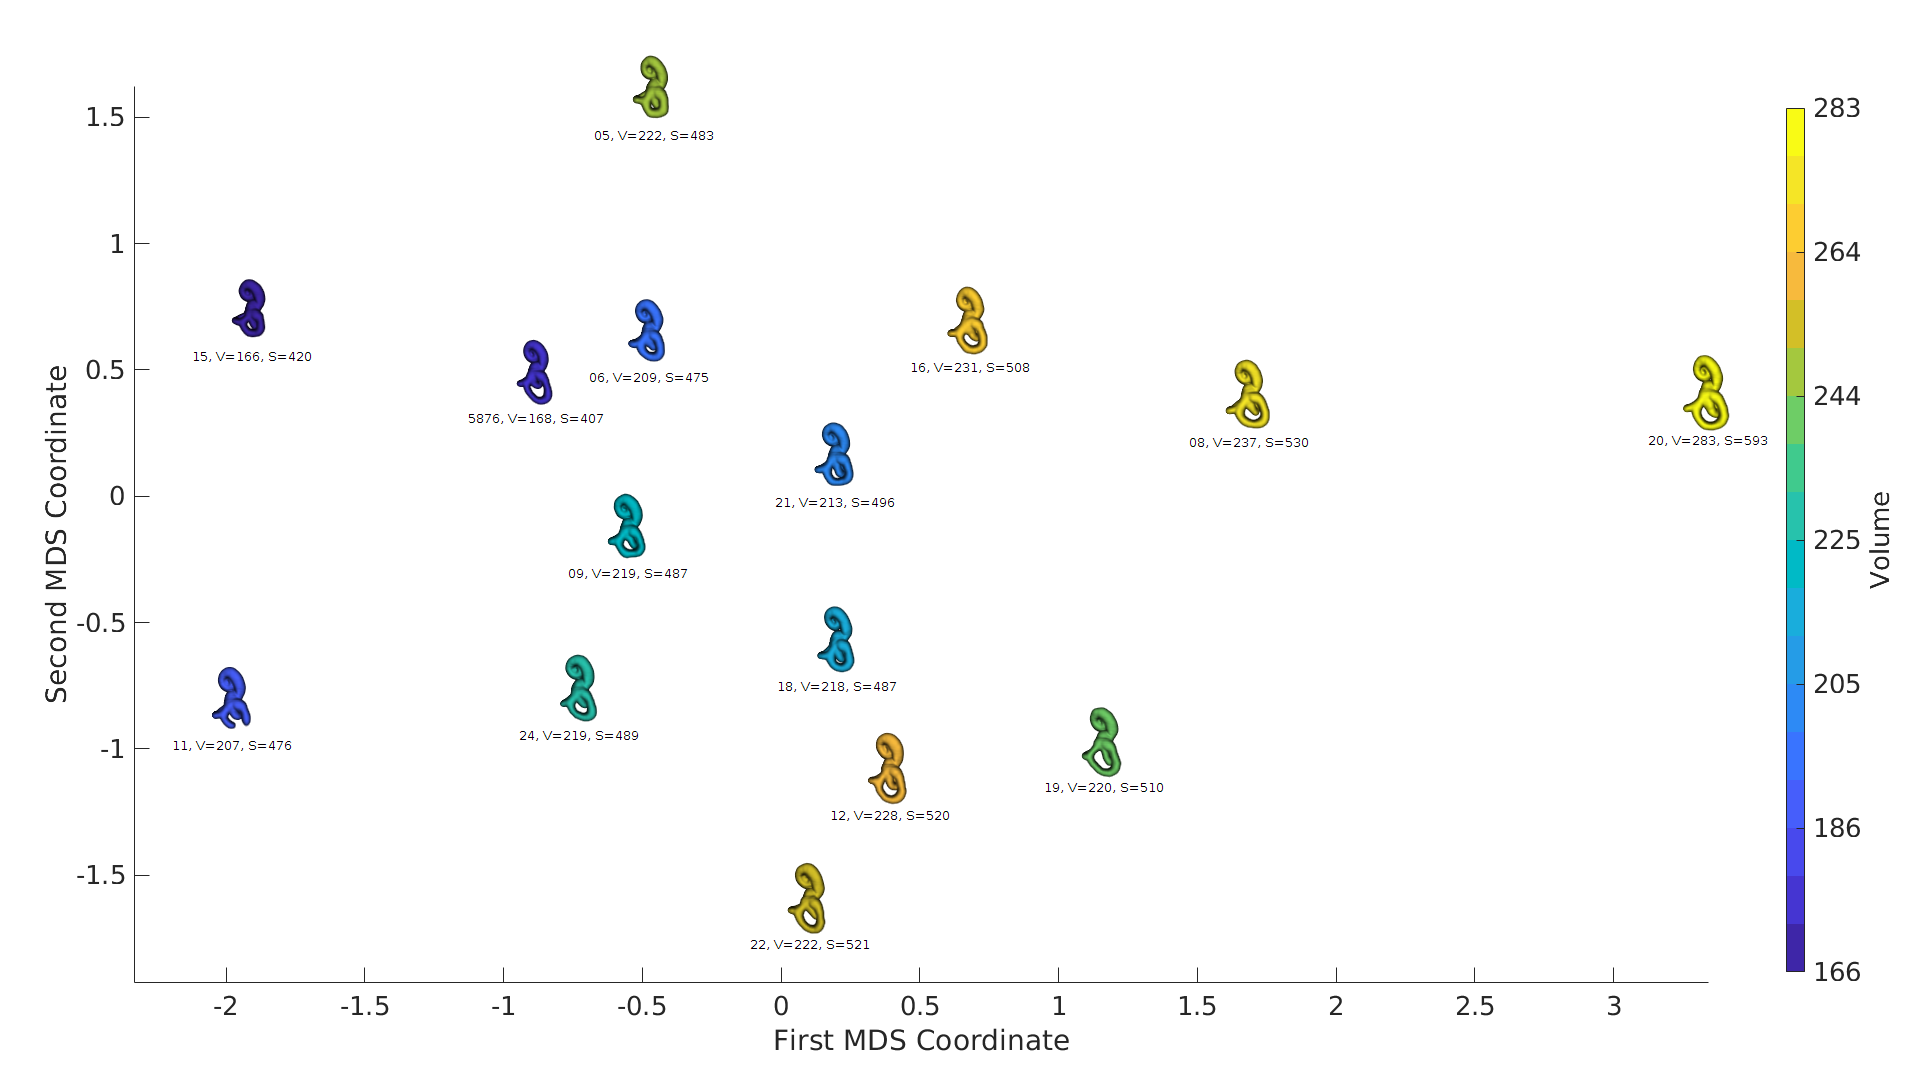 05, V=222, S=483
15, V=166, S=420
5876, V=168, S=407
06, V=209, S=475
16, V=231, S=508
08, V=237, S=530
20, V=283, S=593
21, V=213, S=496
09, V=219, S=487
18, V=218, S=487
11, V=207, S=476
24, V=219, S=489
12, V=228, S=520
19, V=220, S=510
22, V=222, S=521
1.5
1
0.5
0
-0.5
-1
-1.5
Second MDS Coordinate
-2
-1.5
-1
-0.5
0
0.5
1
1.5
2
2.5
3
First MDS Coordinate
283
264
244
225
205
186
166
Volume